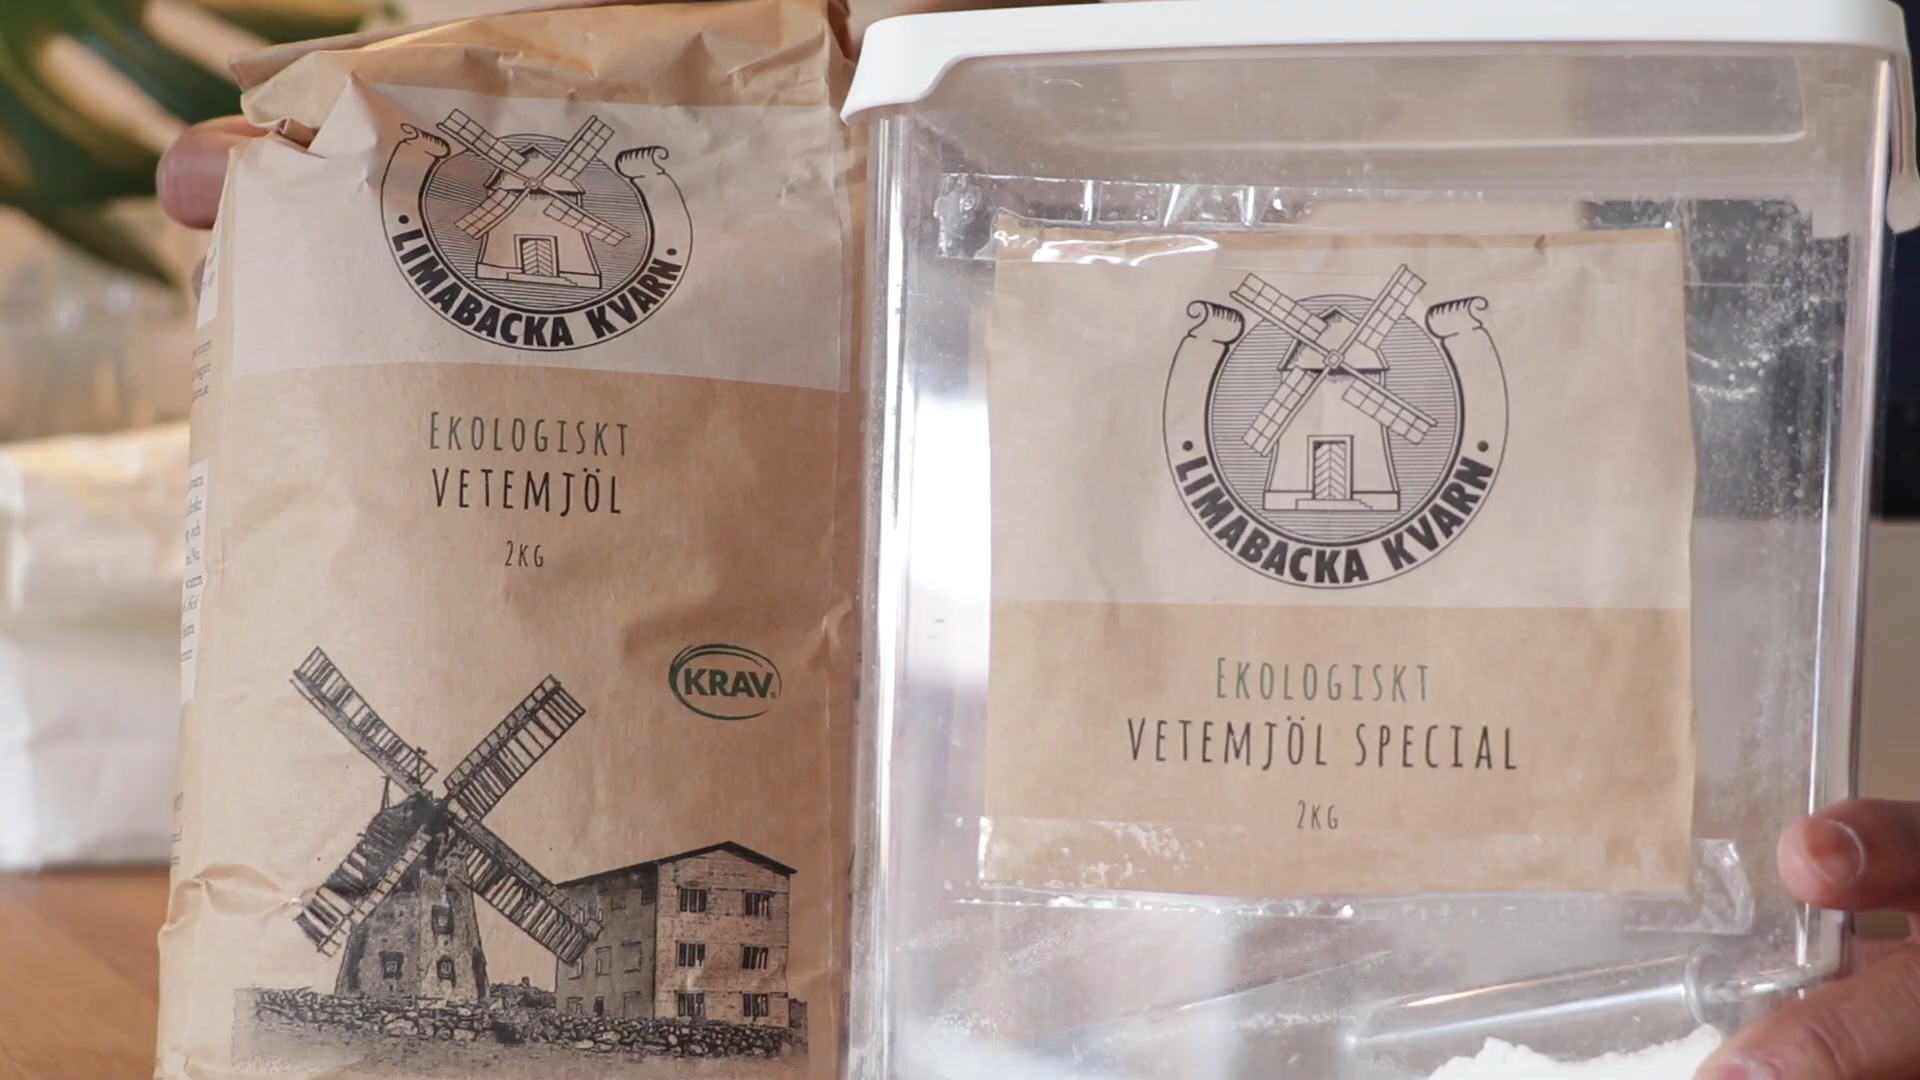 LIMABACKA KVARN
EKOLOGISKT
VETEMJÖL
2KG
KRAV
LIMABACKA KVARN
EKOLOGISKT
VETEMJÖL SPECIAL
2KG